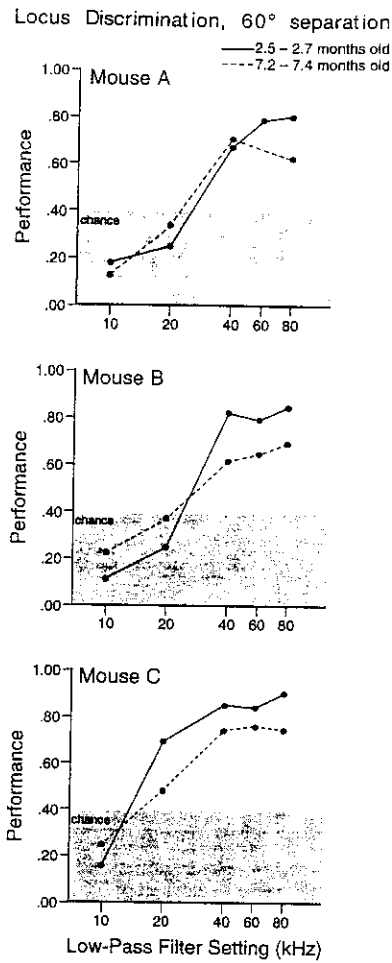 Locus Discrimination, 60° separation
2.5 – 2.7 months old
7.2 – 7.4 months old
Mouse A
1.00
.80
.60
.40
.20
.00
chance
Performance
10 20 40 60 80
Mouse B
1.00
.80
.60
.40
.20
.00
chance
Performance
10 20 40 60 80
Mouse C
1.00
.80
.60
.40
.20
.00
chance
Performance
10 20 40 60 80
Low-Pass Filter Setting (kHz)